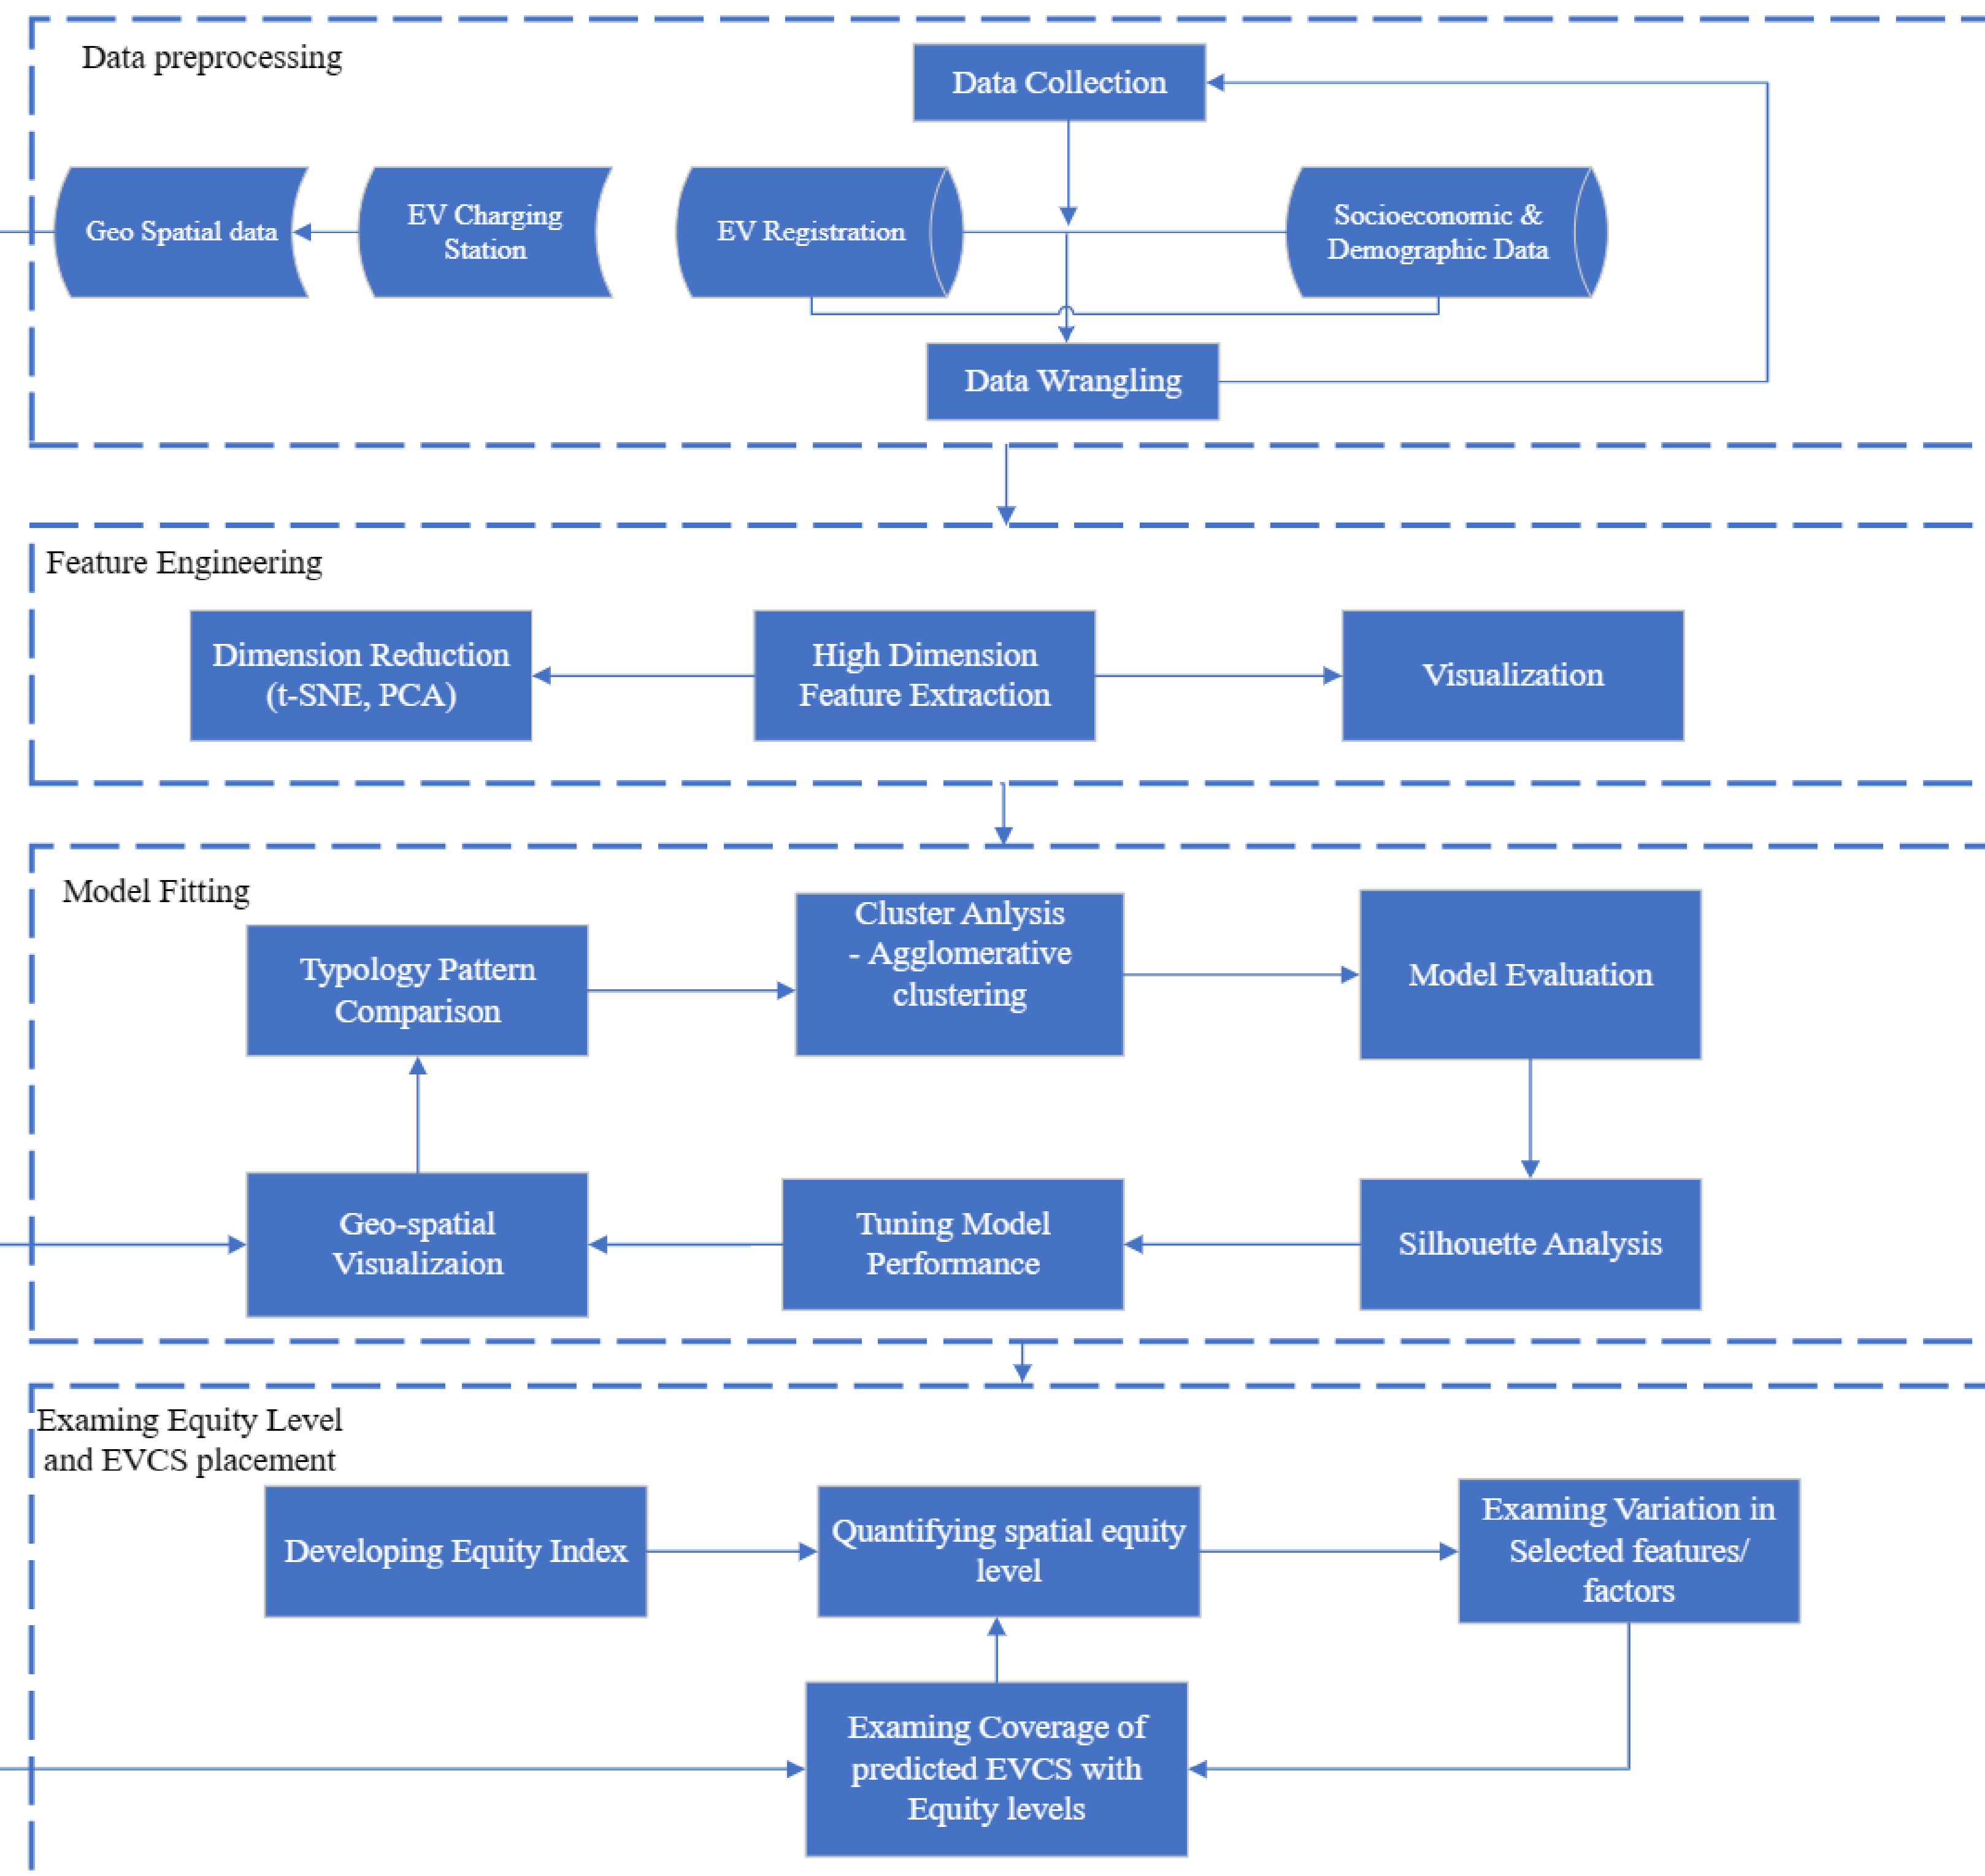 Data preprocessing
Data Collection
Geo Spatial data
EV Charging
Station
EV Registration
Socioeconomic &
Demographic Data
Data Wrangling
Feature Engineering
Dimension Reduction
(t-SNE, PCA)
High Dimension
Feature Extraction
Visualization
Model Fitting
Typology Pattern
Comparison
Cluster Anlysis
- Agglomerative
clustering
Model Evaluation
Geo-spatial
Visualizaion
Tuning Model
Performance
Silhouette Analysis
Examing Equity Level
and EVCS placement
Developing Equity Index
Quantifying spatial equity
level
Examing Variation in
Selected features/
factors
Examing Coverage of
predicted EVCS with
Equity levels